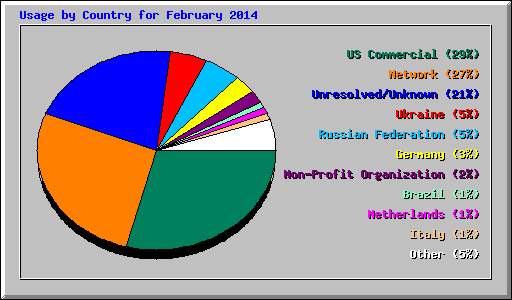 Usage by Country for February 2014
US Commercial (29%)
Network (27%)
Unresolved/Unknown (21%)
Ukraine (5%)
Russian Federation (5%)
Germany (3%)
Non-Profit Organization (2%)
Brazil (1%)
Netherlands (1%)
Italy (1%)
Other (5%)